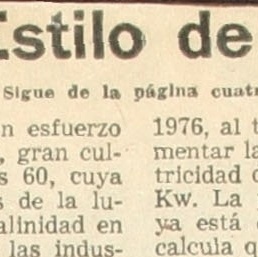 Estilo de
Sigue de la página cuatr
n esfuerzo
, gran cul-
s 60, cuya
s de la lu-
alinidad en
las indus-
1976, al t
mentar la
tricidad d
Kw. La
ya está
calcula q